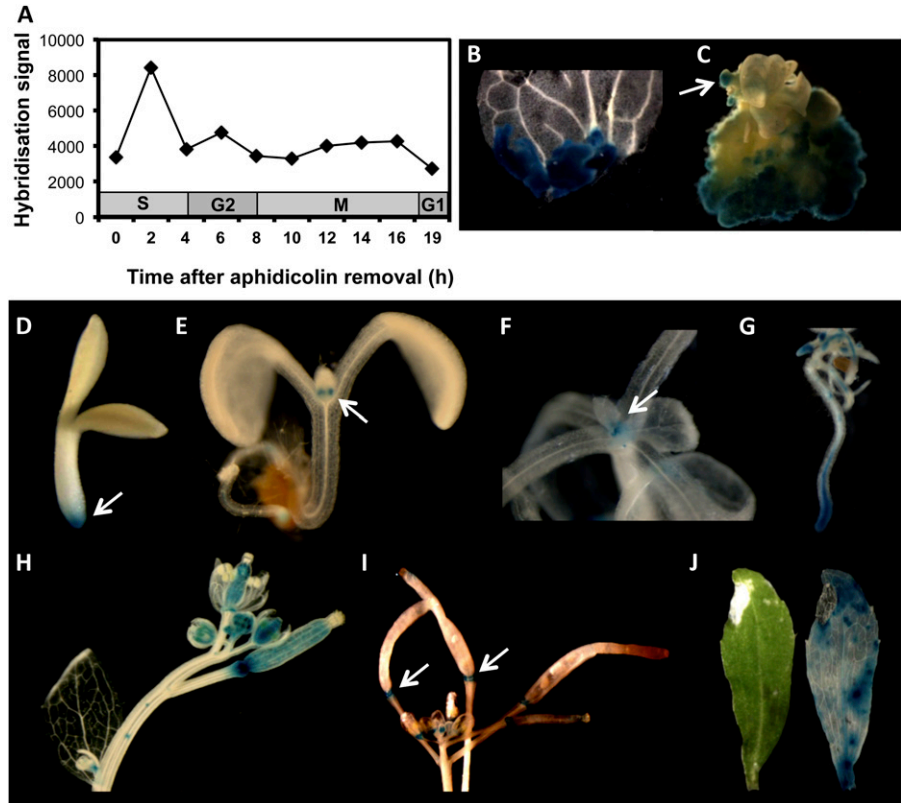 A
Hybridisation signal
10000
8000
6000
4000
2000
0
S G2 M G1
0 2 4 6 8 10 12 14 16 19
Time after aphidicolin removal (h)
B C
D E F G
H I J